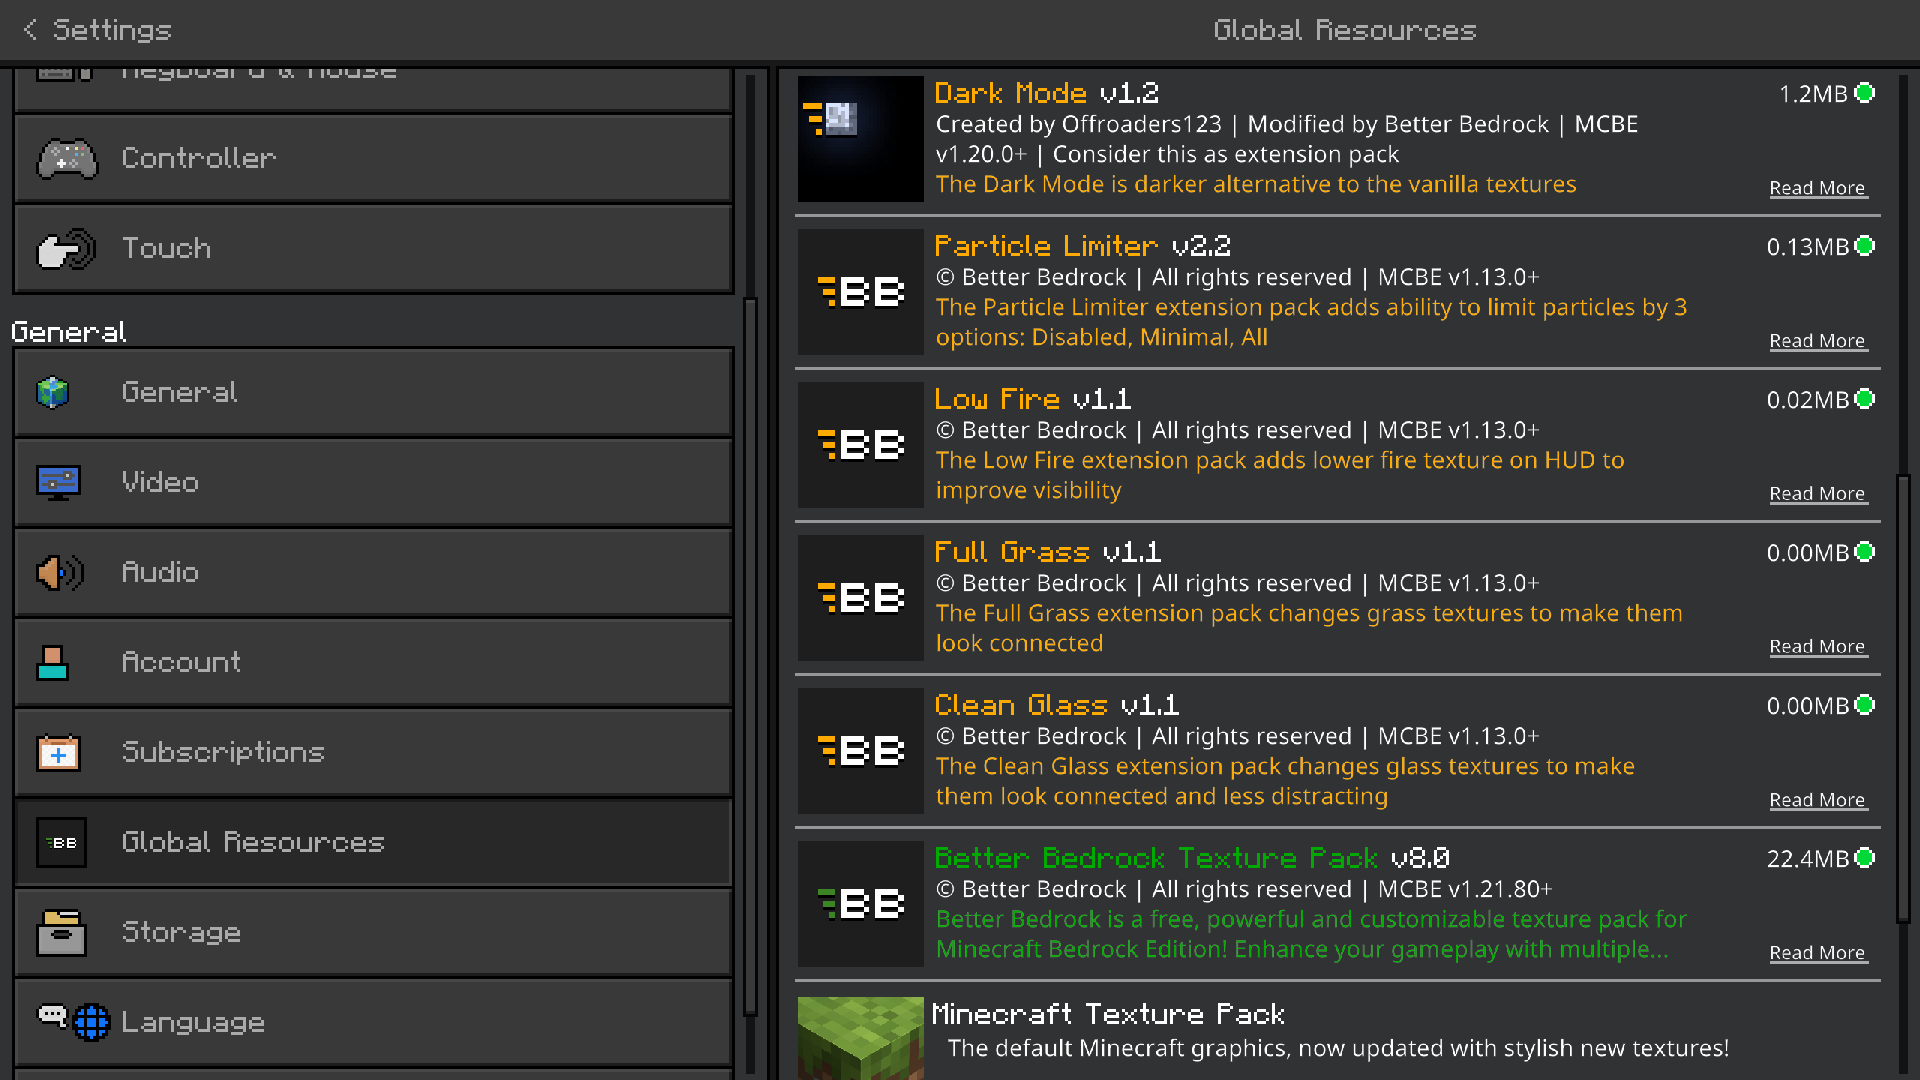 Settings
Global Resources
Keyboard & Mouse
Controller
Touch
General
General
Video
Audio
Account
Subscriptions
BB
Global Resources
Storage
Language
Dark Mode v1.2
1.2MB
Created by Offroaders123 | Modified by Better Bedrock | MCBE
v1.20.0+ | Consider this as extension pack
The Dark Mode is darker alternative to the vanilla textures
Read More
BB
Particle Limiter v2.2
0.13MB
© Better Bedrock | All rights reserved | MCBE v1.13.0+
The Particle Limiter extension pack adds ability to limit particles by 3
options: Disabled, Minimal, All
Read More
BB
Low Fire v1.1
0.02MB
© Better Bedrock | All rights reserved | MCBE v1.13.0+
The Low Fire extension pack adds lower fire texture on HUD to
improve visibility
Read More
BB
Full Grass v1.1
0.00MB
© Better Bedrock | All rights reserved | MCBE v1.13.0+
The Full Grass extension pack changes grass textures to make them
look connected
Read More
BB
Clean Glass v1.1
0.00MB
© Better Bedrock | All rights reserved | MCBE v1.13.0+
The Clean Glass extension pack changes glass textures to make
them look connected and less distracting
Read More
BB
Better Bedrock Texture Pack v8.0
22.4MB
© Better Bedrock | All rights reserved | MCBE v1.21.80+
Better Bedrock is a free, powerful and customizable texture pack for
Minecraft Bedrock Edition! Enhance your gameplay with multiple...
Read More
Minecraft Texture Pack
The default Minecraft graphics, now updated with stylish new textures!